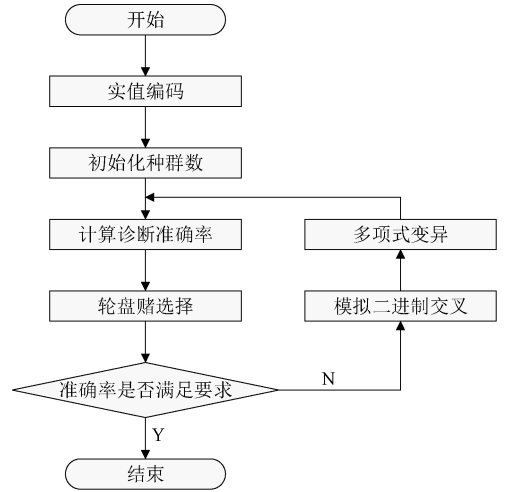 开始
实值编码
初始化种群数
计算诊断准确率
多项式变异
轮盘赌选择
模拟二进制交叉
准确率是否满足要求
N
Y
结束